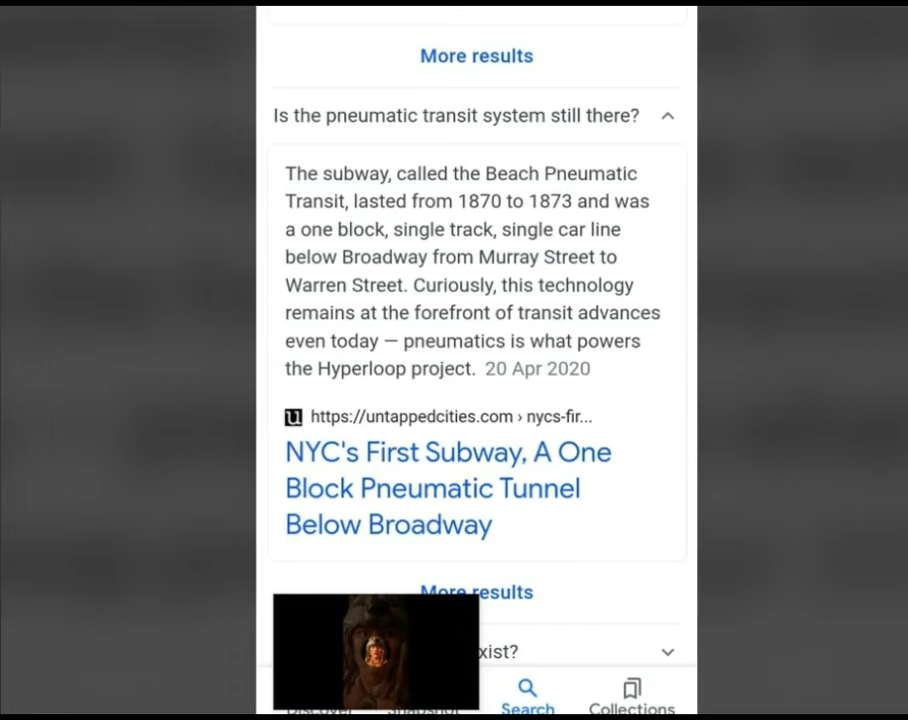 More results
Is the pneumatic transit system still there?
The subway, called the Beach Pneumatic
Transit, lasted from 1870 to 1873 and was
a one block, single track, single car line
below Broadway from Murray Street to
Warren Street. Curiously, this technology
remains at the forefront of transit advances
even today — pneumatics is what powers
the Hyperloop project. 20 Apr 2020
https://untappedcities.com › nycs-fir...
NYC's First Subway, A One
Block Pneumatic Tunnel
Below Broadway
More results
xist?
Discover Snapshot Search Collections